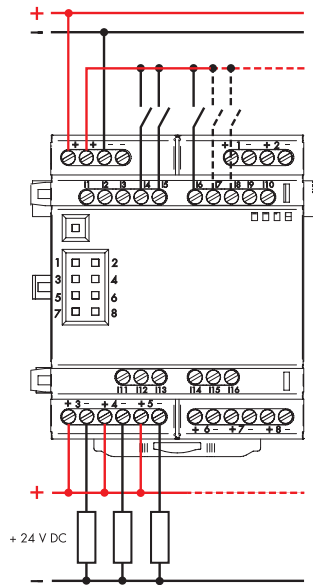 +
−
+ + − − + 1 − + 2 −
I1 I2 I3 I4 I5 I6 I7 I8 I9 I10
1 2
3 4
5 6
7 8
I11 I12 I13 I14 I15 I16
+ 3 − + 4 − + 5 −
+ 6 − + 7 − + 8 −
+
+ 24 V DC
−